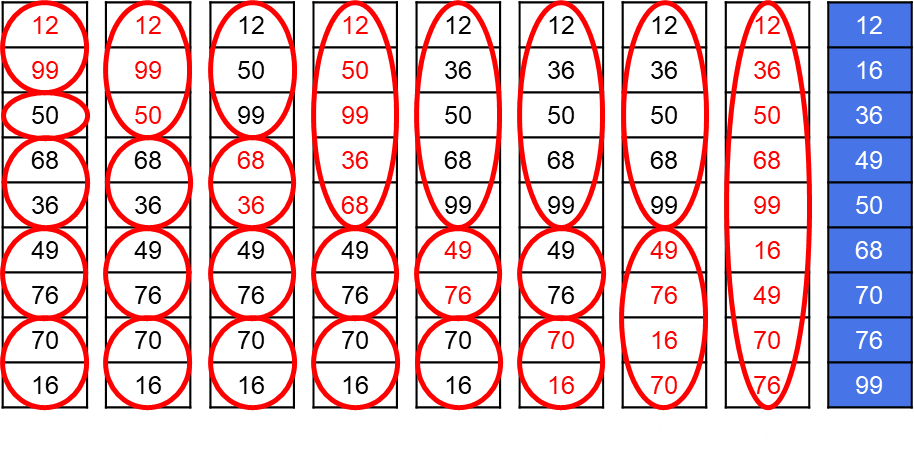 12 12 12 12 12 12 12 12 12
99 99 50 50 36 36 36 36 16
50 50 99 99 50 50 50 50 36
68 68 68 36 68 68 68 68 49
36 36 36 68 99 99 99 99 50
49 49 49 49 49 49 49 16 68
76 76 76 76 76 76 76 49 70
70 70 70 70 70 70 16 70 76
16 16 16 16 16 16 70 76 99